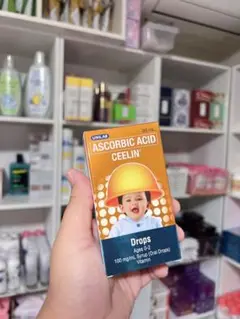 UNILAB
ASCORBIC ACID
CEELIN
Drops
Ages 0-2
100 mg/mL Syrup (Oral Drops)
Vitamin